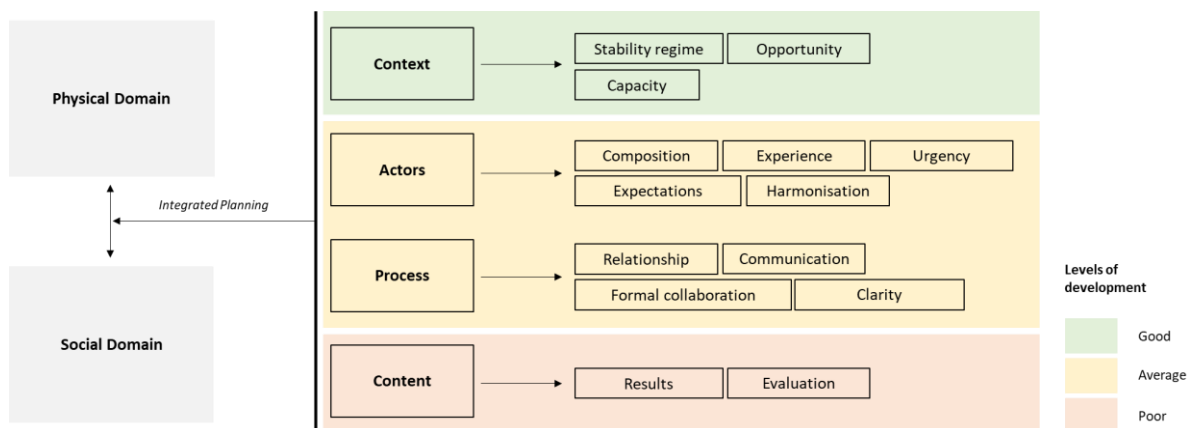 Physical Domain
Integrated Planning
Social Domain
Context
Stability regime
Opportunity
Capacity
Actors
Composition
Experience
Urgency
Expectations
Harmonisation
Process
Relationship
Communication
Formal collaboration
Clarity
Content
Results
Evaluation
Levels of
development
Good
Average
Poor